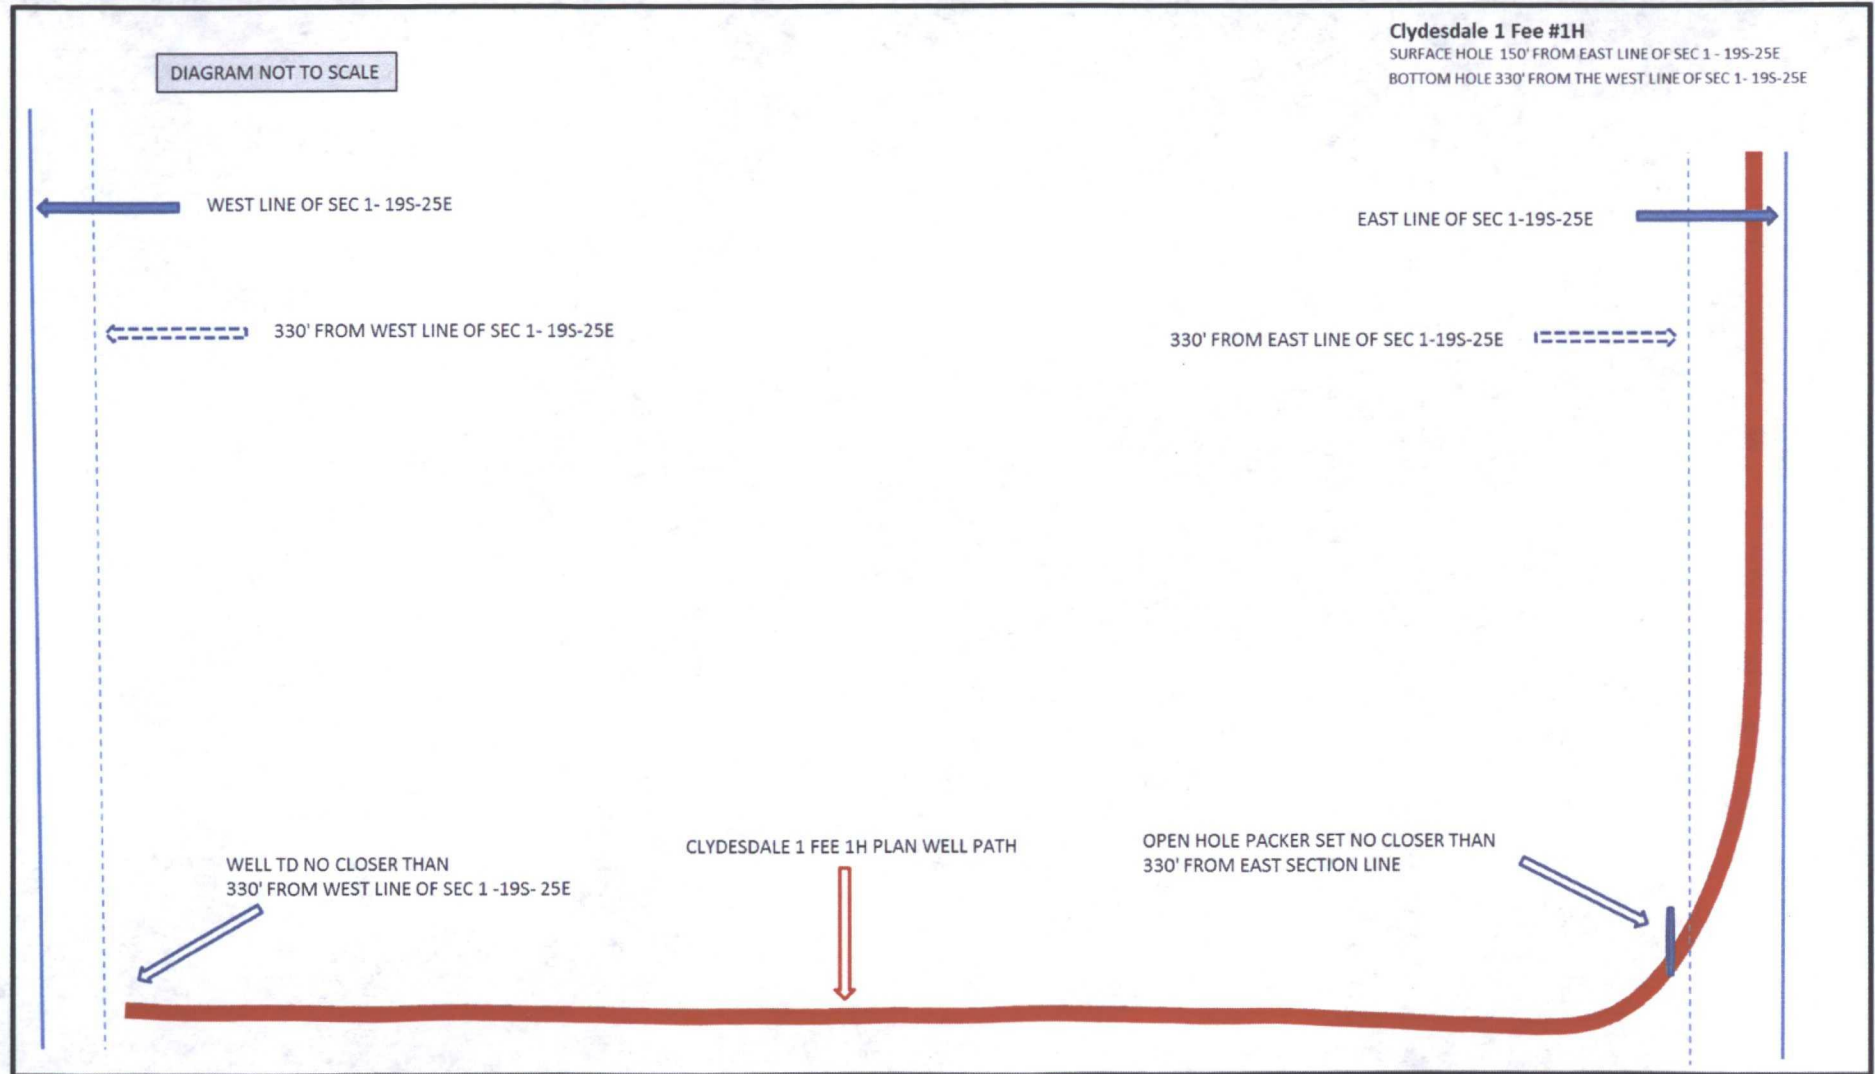 Clydesdale 1 Fee #1H
SURFACE HOLE 150' FROM EAST LINE OF SEC 1 - 19S-25E
BOTTOM HOLE 330' FROM THE WEST LINE OF SEC 1- 19S-25E
DIAGRAM NOT TO SCALE
WEST LINE OF SEC 1- 19S-25E
EAST LINE OF SEC 1-19S-25E
330' FROM WEST LINE OF SEC 1- 19S-25E
330' FROM EAST LINE OF SEC 1-19S-25E
WELL TD NO CLOSER THAN
330' FROM WEST LINE OF SEC 1 -19S- 25E
CLYDESDALE 1 FEE 1H PLAN WELL PATH
OPEN HOLE PACKER SET NO CLOSER THAN
330' FROM EAST SECTION LINE